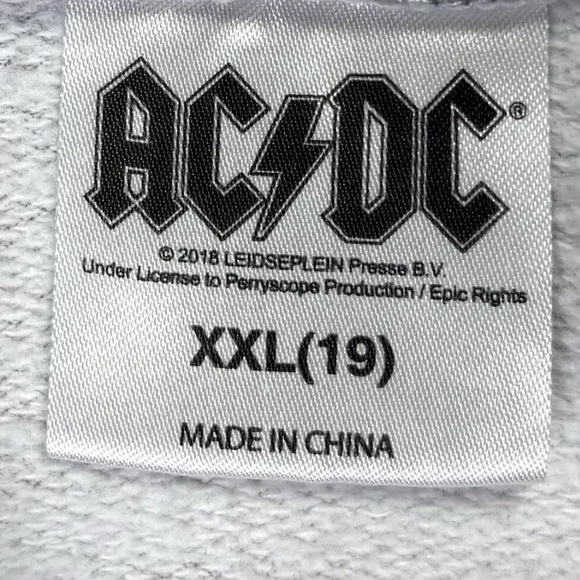 AC⚡DC®
© 2018 LEIDSEPLEIN Presse B.V.
Under License to Perryscope Production / Epic Rights
XXL(19)
MADE IN CHINA